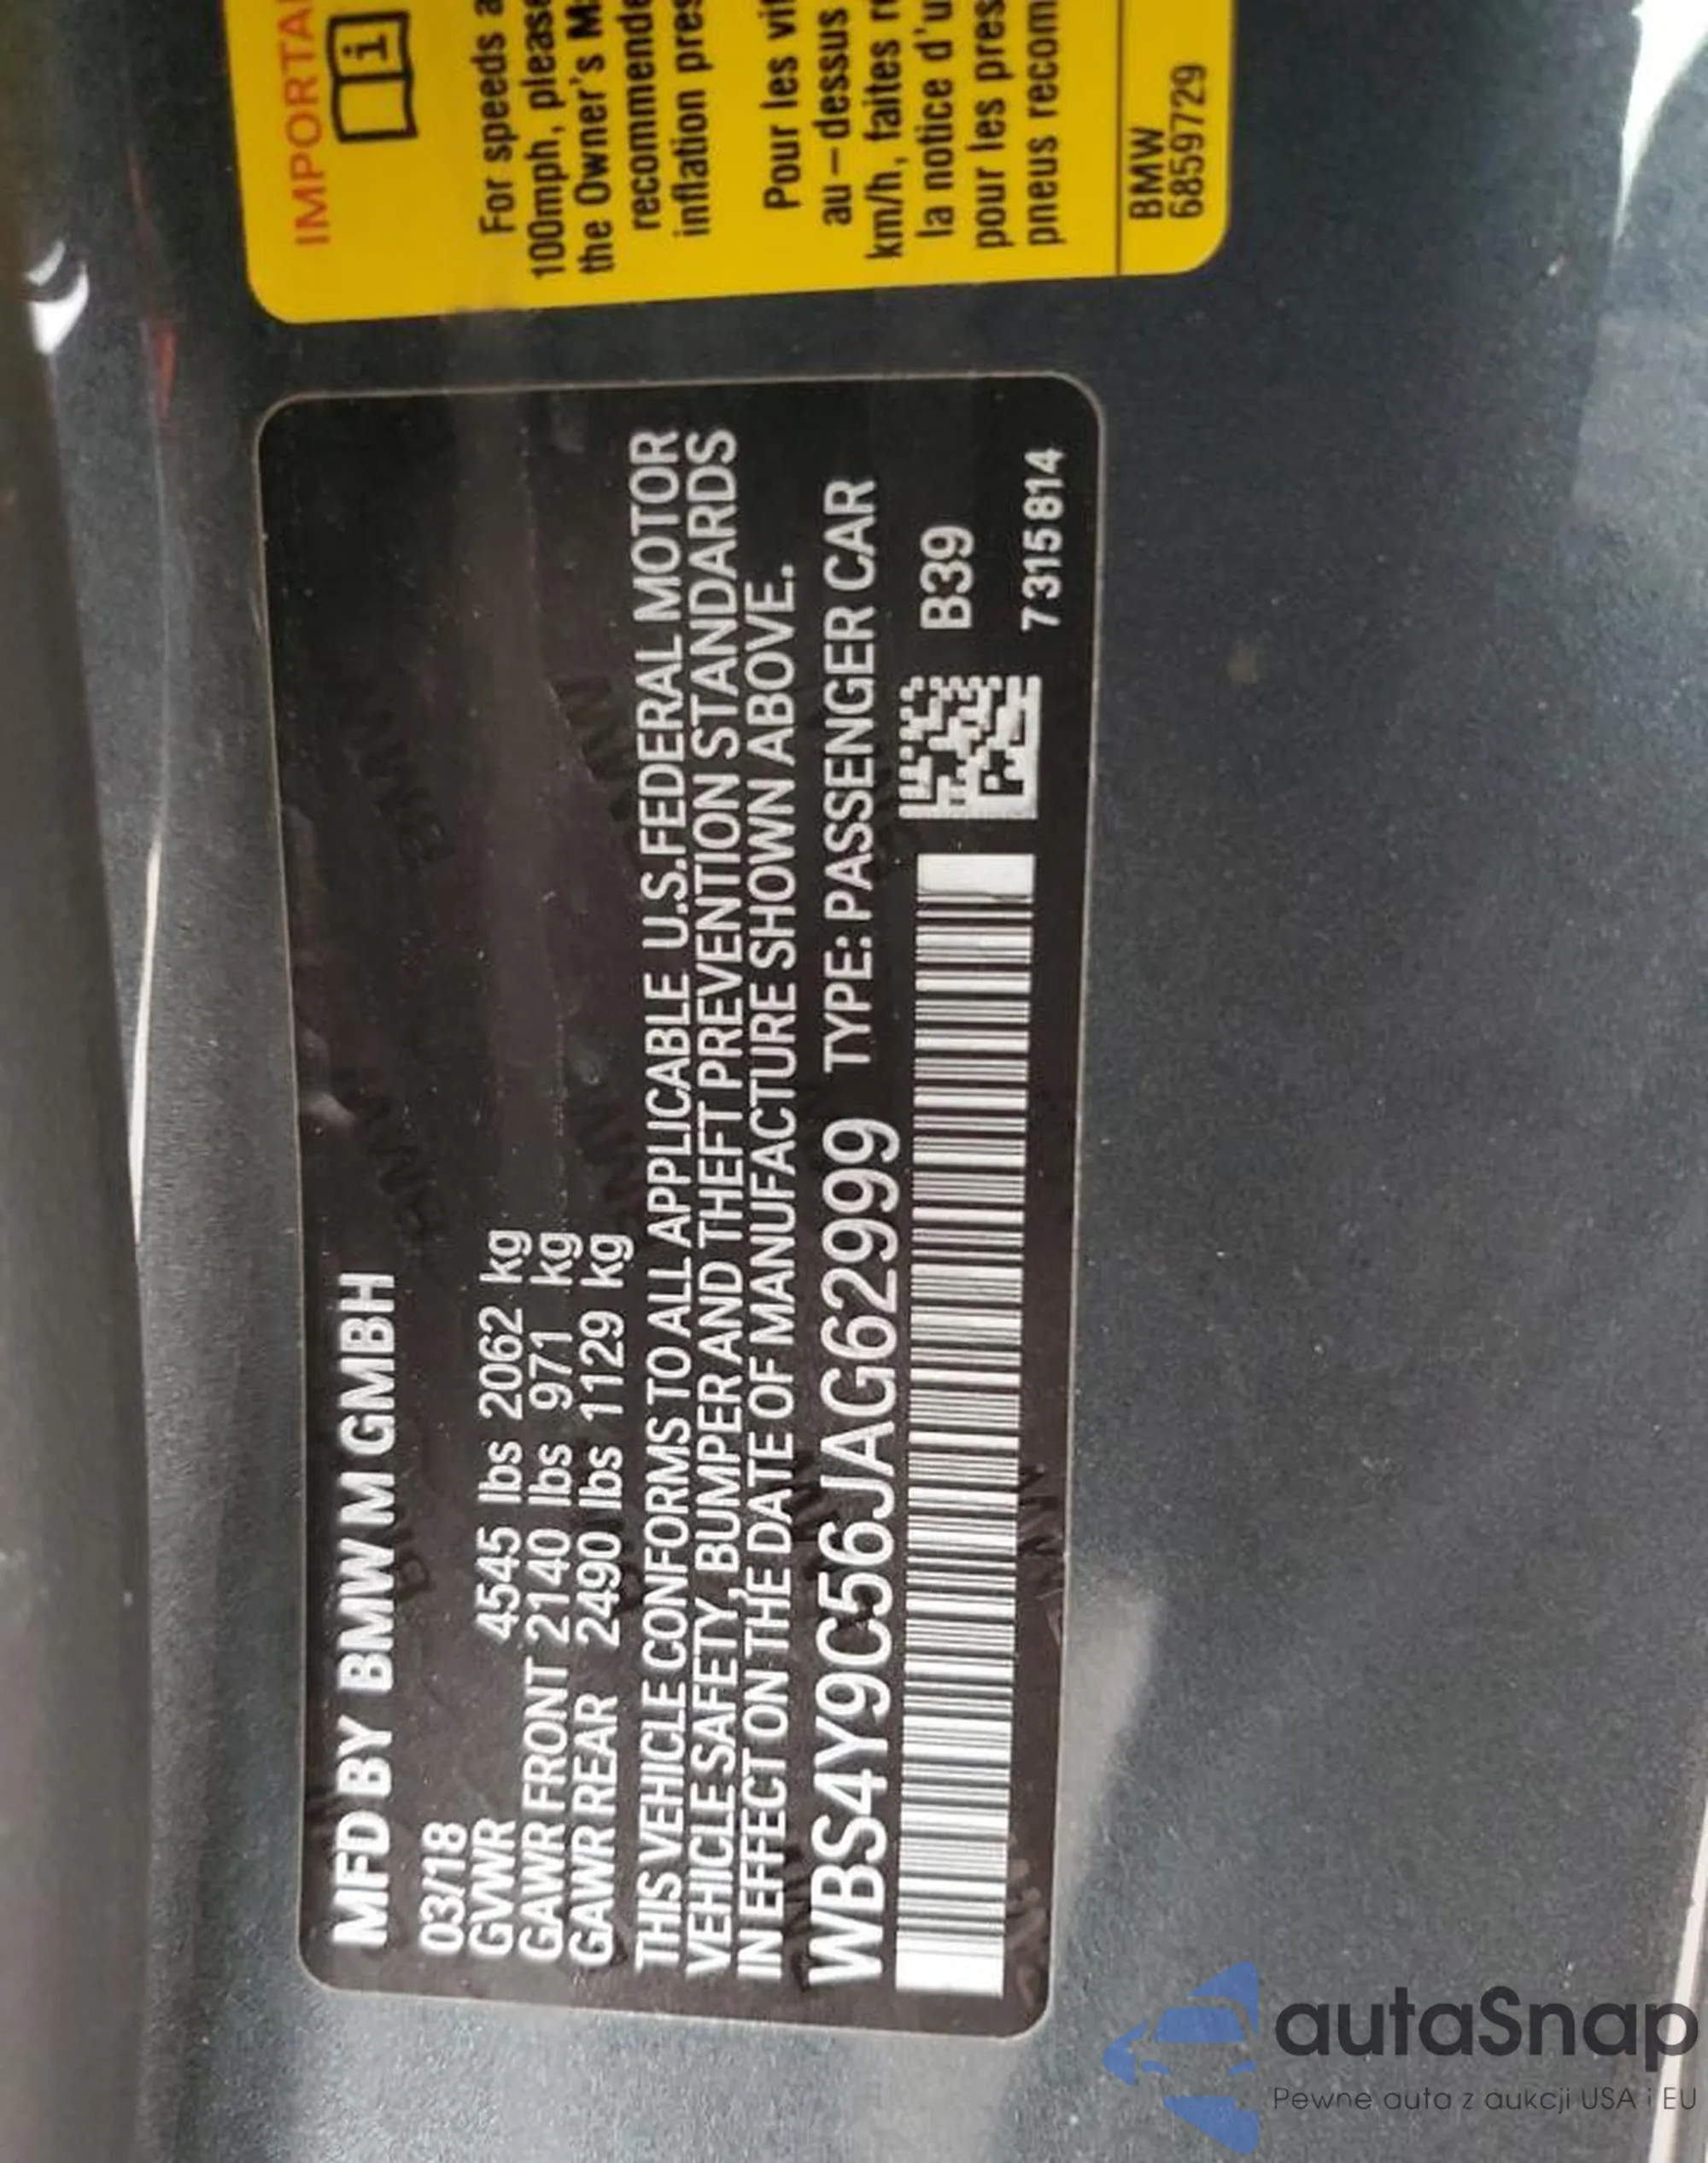 MFD BY BMW M GMBH
03/18
GVWR 4545 lbs 2062 kg
GAWR FRONT 2140 lbs 971 kg
GAWR REAR 2490 lbs 1129 kg
THIS VEHICLE CONFORMS TO ALL APPLICABLE U.S.FEDERAL MOTOR
VEHICLE SAFETY, BUMPER AND THEFT PREVENTION STANDARDS
IN EFFECT ON THE DATE OF MANUFACTURE SHOWN ABOVE.
WBS4Y9C56JAG62999 TYPE: PASSENGER CAR
B39
7315814
For speeds
100mph, please
the Owner's
inflation
Pour les
au-dessus
km/h, faites
la notice
pour les
pneus
BMW
6859729
autaSnap
Pewne auta z aukcji USA i EU